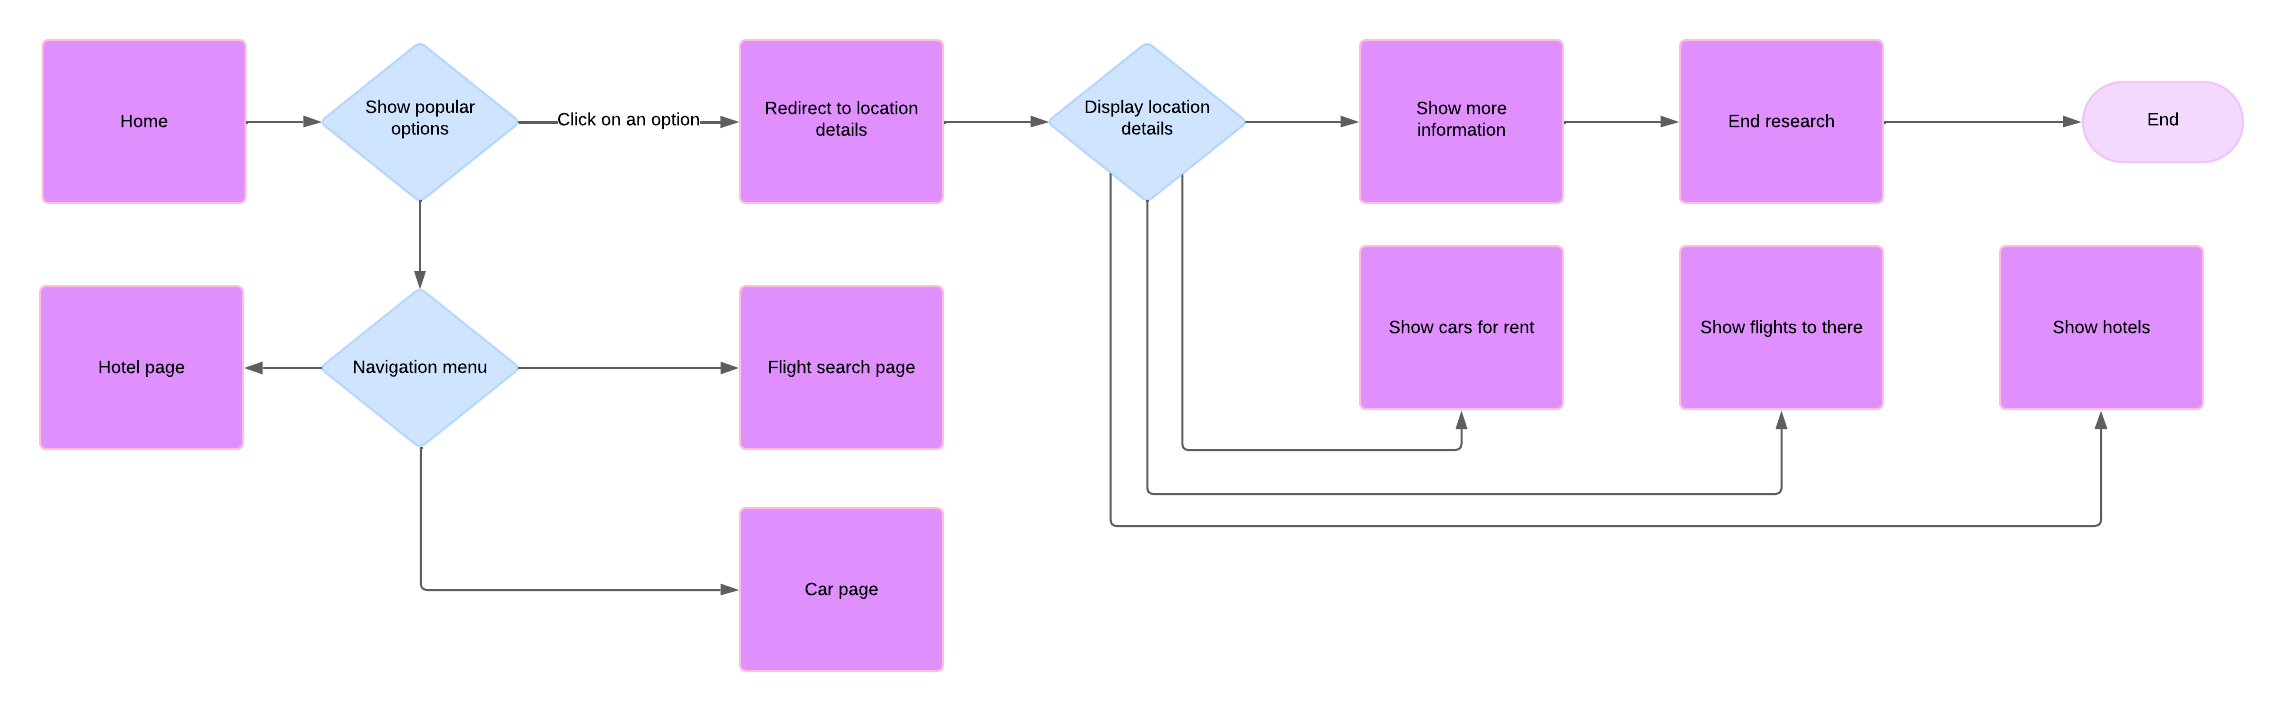 Home
Show popular
options
Click on an option
Redirect to location
details
Display location
details
Show more
information
End research
End
Hotel page
Navigation menu
Flight search page
Show cars for rent
Show flights to there
Show hotels
Car page